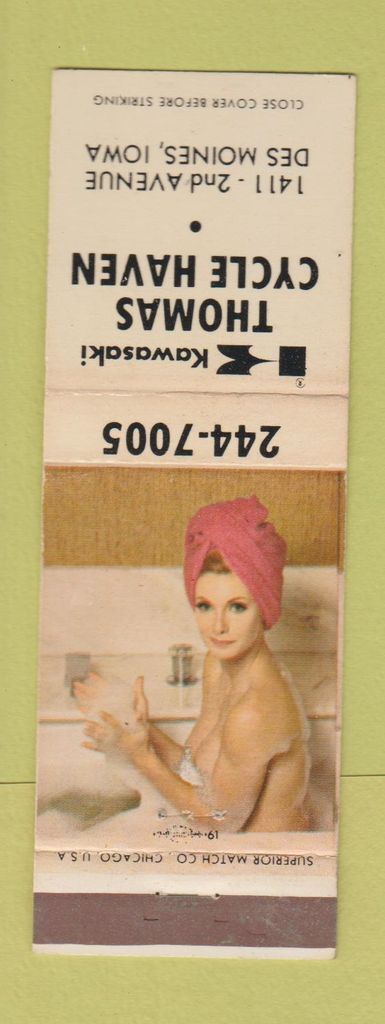 CLOSE COVER BEFORE STRIKING
244-7005
Kawasaki®
THOMAS
CYCLE HAVEN
•
1411 - 2nd AVENUE
DES MOINES, IOWA
SUPERIOR MATCH CO., CHICAGO, U.S.A
19